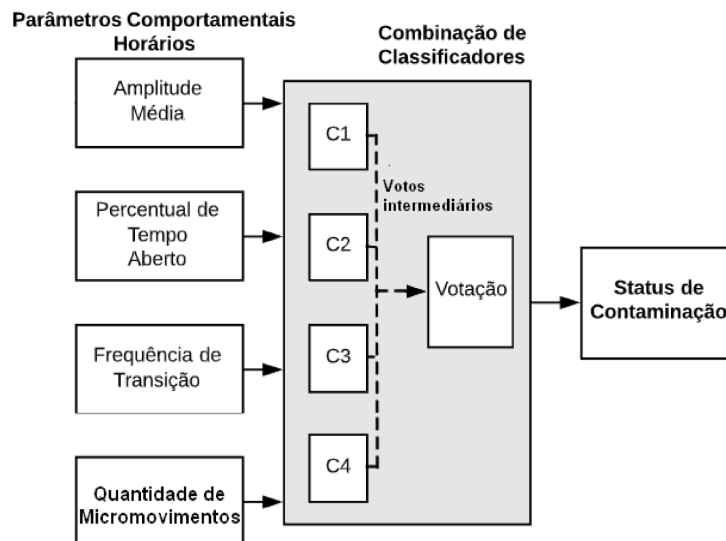 Parâmetros Comportamentais
Horários
Amplitude
Média
Percentual de
Tempo
Aberto
Frequência de
Transição
Quantidade de
Micromovimentos
Combinação de
Classificadores
C1
C2
C3
C4
Votos
intermediários
Votação
Status de
Contaminação